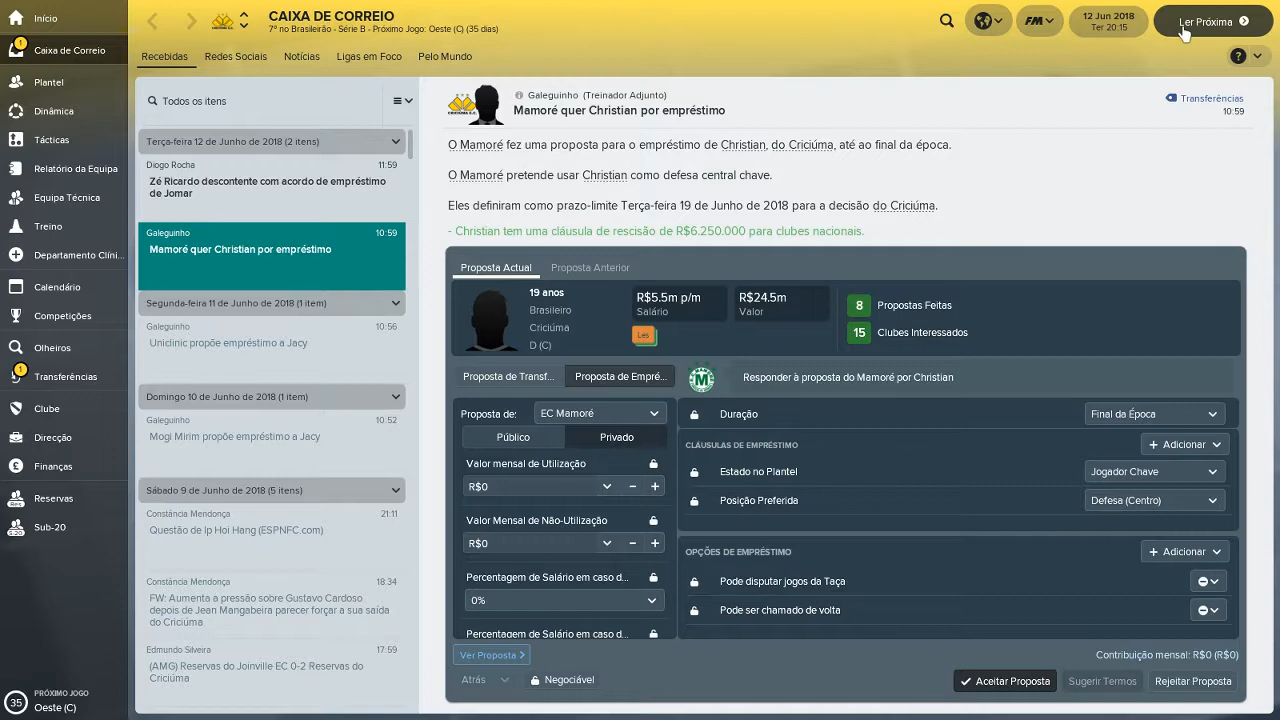 Início
CAIXA DE CORREIO
7º no Brasileirão - Série B - Próximo Jogo: Oeste (C) (35 dias)
FM
12 Jun 2018
Ter 20:15
Ler Próxima
1
Caixa de Correio
Plantel
Dinâmica
Tácticas
Relatório da Equipa
Equipa Técnica
Treino
Departamento Clíni...
Calendário
Competições
Olheiros
1
Transferências
Clube
Direcção
Finanças
Res
Reservas
S20
Sub-20
35
PRÓXIMO JOGO
Oeste (C)
Recebidas
Redes Sociais
Notícias
Ligas em Foco
Pelo Mundo
?
Todos os itens
Terça-feira 12 de Junho de 2018 (2 itens)
Diogo Rocha 11:59
Zé Ricardo descontente com acordo de empréstimo
de Jomar
Galeguinho 10:59
Mamoré quer Christian por empréstimo
Segunda-feira 11 de Junho de 2018 (1 item)
Galeguinho 10:56
Uniclinic propõe empréstimo a Jacy
Domingo 10 de Junho de 2018 (1 item)
Galeguinho 10:52
Mogi Mirim propõe empréstimo a Jacy
Sábado 9 de Junho de 2018 (5 itens)
Constância Mendonça 21:11
Questão de Ip Hoi Hang (ESPNFC.com)
Constância Mendonça 18:34
FW: Aumenta a pressão sobre Gustavo Cardoso
depois de Jean Mangabeira parecer forçar a sua saída
do Criciúma
Edmundo Silveira 17:59
(AMG) Reservas do Joinville EC 0-2 Reservas do
Criciúma
Galeguinho (Treinador Adjunto)
Mamoré quer Christian por empréstimo
Transferências
10:59
O Mamoré fez uma proposta para o empréstimo de Christian, do Criciúma, até ao final da época.
O Mamoré pretende usar Christian como defesa central chave.
Eles definiram como prazo-limite Terça-feira 19 de Junho de 2018 para a decisão do Criciúma.
- Christian tem uma cláusula de rescisão de R$6.250.000 para clubes nacionais.
Proposta Actual
Proposta Anterior
19 anos
Brasileiro
Criciúma
D (C)
R$5.5m p/m
Salário
Les
R$24.5m
Valor
8 Propostas Feitas
15 Clubes Interessados
Proposta de Transf...
Proposta de Empré...
Responder à proposta do Mamoré por Christian
Proposta de: EC Mamoré
Público
Privado
Valor mensal de Utilização
R$0
Valor Mensal de Não-Utilização
R$0
Percentagem de Salário em caso d...
0%
Percentagem de Salário em caso d...
Duração Final da Época
CLÁUSULAS DE EMPRÉSTIMO
Adicionar
Estado no Plantel Jogador Chave
Posição Preferida Defesa (Centro)
OPÇÕES DE EMPRÉSTIMO
Adicionar
Pode disputar jogos da Taça
Pode ser chamado de volta
Ver Proposta
Contribuição mensal: R$0 (R$0)
Atrás
Negociável
Aceitar Proposta
Sugerir Termos
Rejeitar Proposta